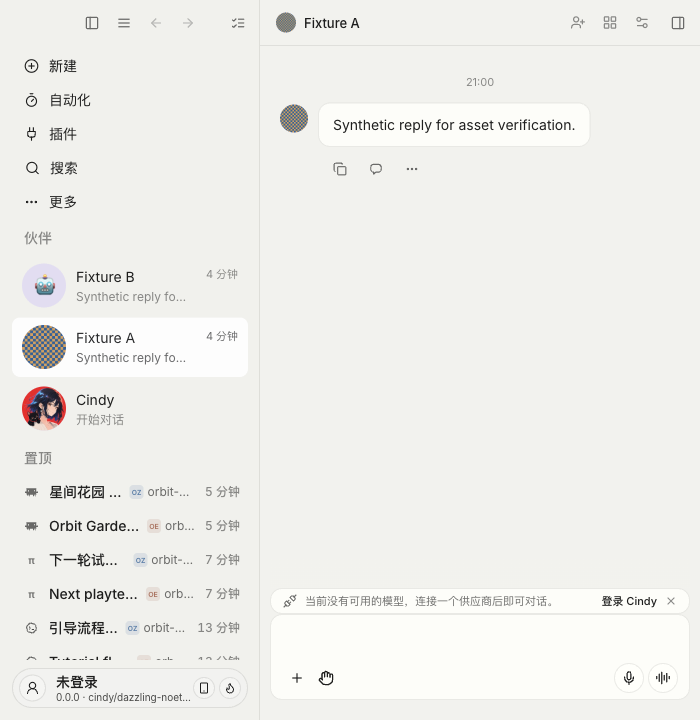 新建
自动化
插件
搜索
更多
伙伴
Fixture B
4 分钟
Synthetic reply fo...
Fixture A
4 分钟
Synthetic reply fo...
Cindy
开始对话
置顶
星间花园 ... OZ orbit-... 5 分钟
Orbit Garde... OE orb... 5 分钟
π 下一轮试... OZ orbit-... 7 分钟
π Next playte... OE orb... 7 分钟
引导流程... OZ orbit-... 13 分钟
未登录
0.0.0 · cindy/dazzling-noet...
Fixture A
21:00
Synthetic reply for asset verification.
当前没有可用的模型，连接一个供应商后即可对话。 登录 Cindy